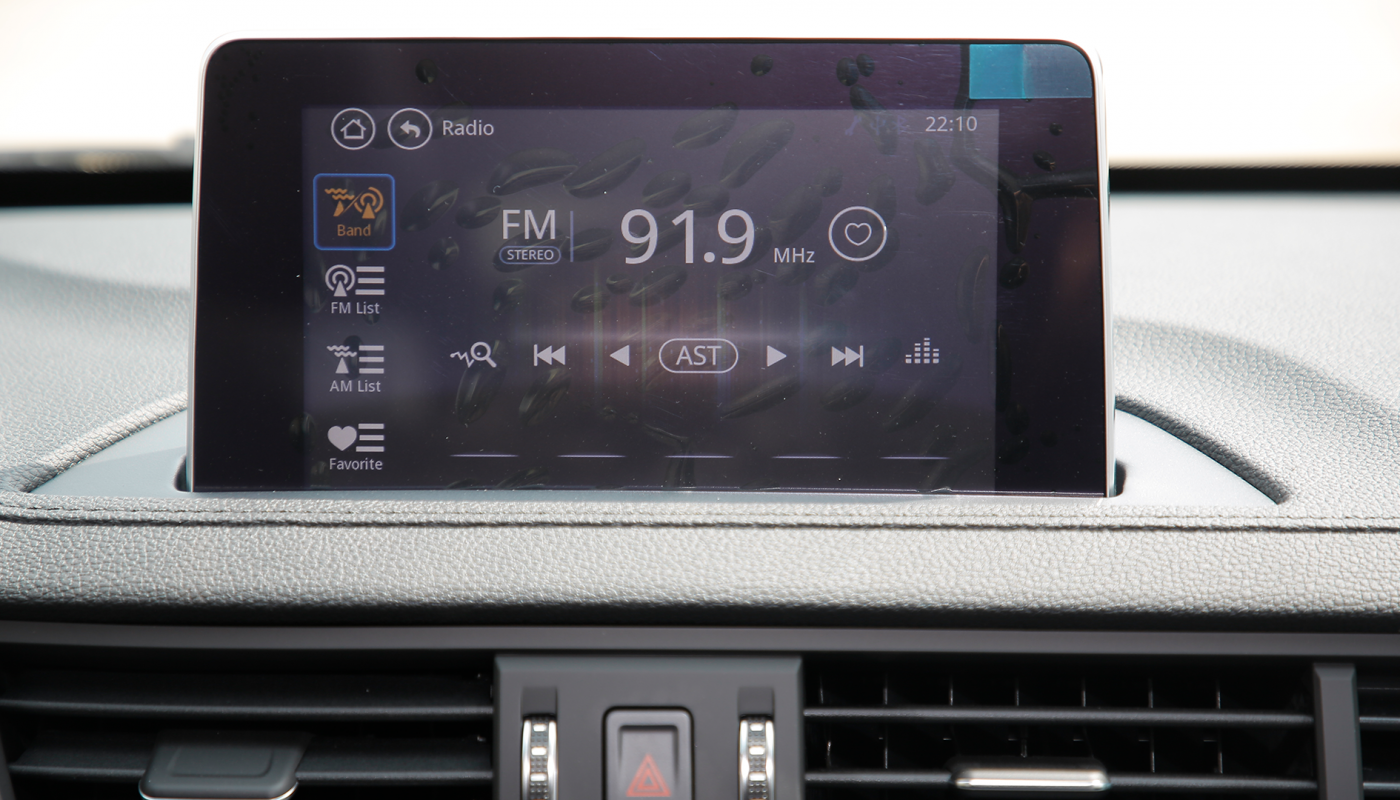 Radio
22:10
Band
FM
STEREO
91.9
MHz
FM List
AM List
AST
Favorite